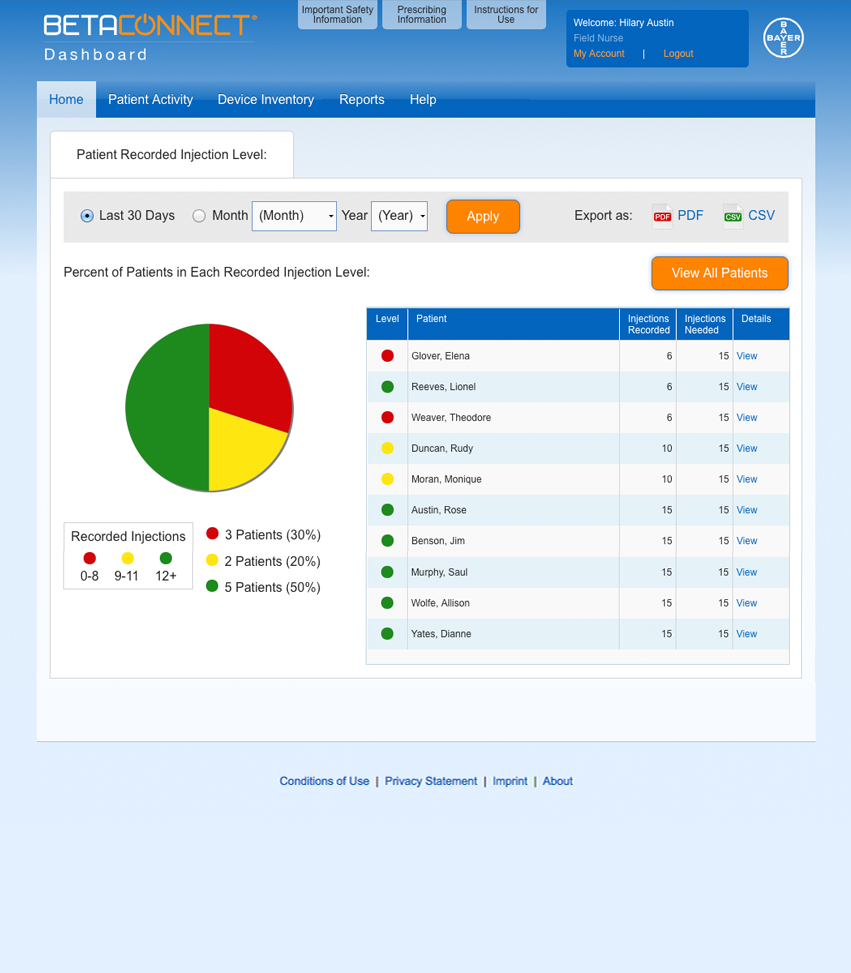 Important Safety
Information
Prescribing
Information
Instructions for
Use
BETACONNECT
Dashboard
Welcome: Hilary Austin
Field Nurse
My Account | Logout
BAYER
BAYER
Home Patient Activity Device Inventory Reports Help
Patient Recorded Injection Level:
Last 30 Days Month (Month) Year (Year) Apply Export as: PDF PDF CSV CSV
Percent of Patients in Each Recorded Injection Level:
View All Patients
Level Patient Injections Recorded Injections Needed Details
Glover, Elena 6 15 View
Reeves, Lionel 6 15 View
Weaver, Theodore 6 15 View
Duncan, Rudy 10 15 View
Moran, Monique 10 15 View
Austin, Rose 15 15 View
Benson, Jim 15 15 View
Murphy, Saul 15 15 View
Wolfe, Allison 15 15 View
Yates, Dianne 15 15 View
Recorded Injections
0-8 9-11 12+
3 Patients (30%)
2 Patients (20%)
5 Patients (50%)
Conditions of Use | Privacy Statement | Imprint | About